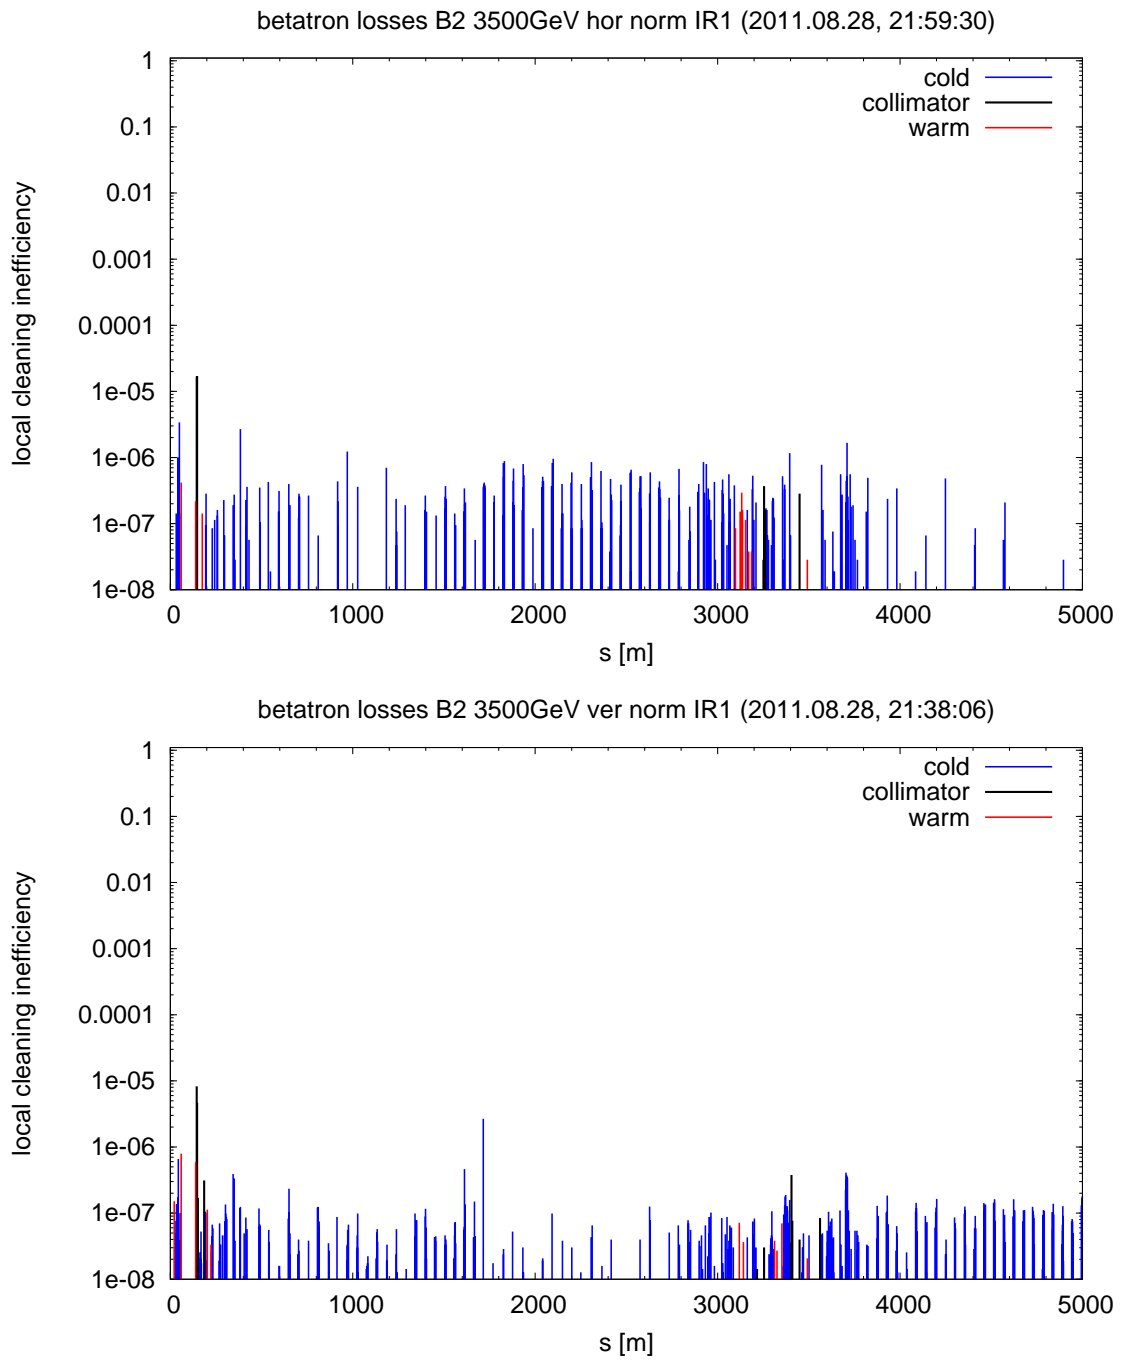 betatron losses B2 3500GeV hor norm IR1 (2011.08.28, 21:59:30)
local cleaning inefficiency
1
0.1
0.01
0.001
0.0001
1e-05
1e-06
1e-07
1e-08
cold
collimator
warm
0 1000 2000 3000 4000 5000
s [m]
betatron losses B2 3500GeV ver norm IR1 (2011.08.28, 21:38:06)
local cleaning inefficiency
1
0.1
0.01
0.001
0.0001
1e-05
1e-06
1e-07
1e-08
cold
collimator
warm
0 1000 2000 3000 4000 5000
s [m]